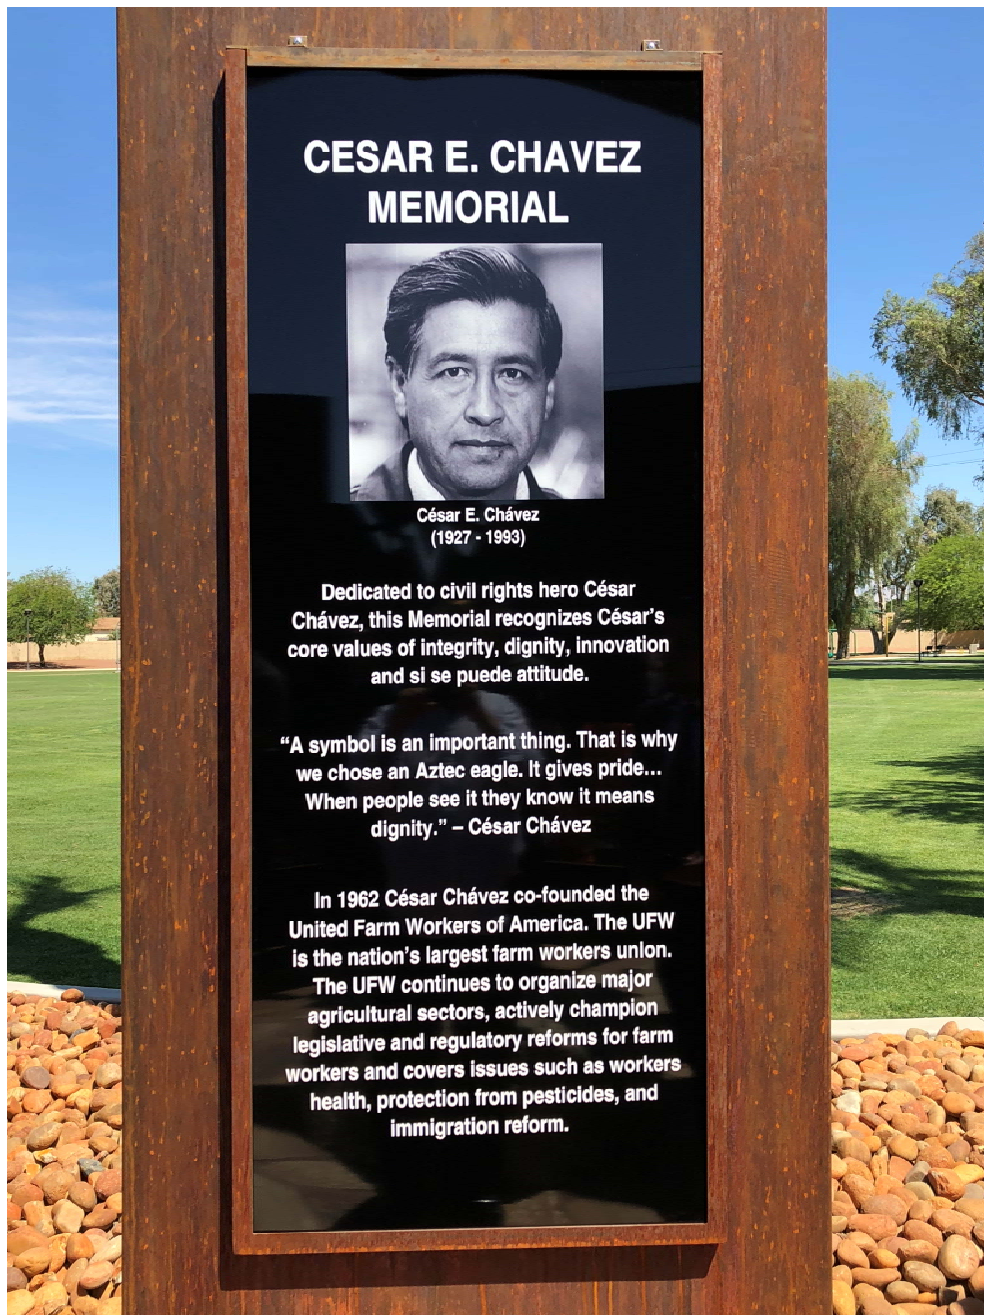 CESAR E. CHAVEZ
MEMORIAL
César E. Chávez
(1927 - 1993)
Dedicated to civil rights hero César
Chávez, this Memorial recognizes César's
core values of integrity, dignity, innovation
and si se puede attitude.
“A symbol is an important thing. That is why
we chose an Aztec eagle. It gives pride...
When people see it they know it means
dignity.” – César Chávez
In 1962 César Chávez co-founded the
United Farm Workers of America. The UFW
is the nation's largest farm workers union.
The UFW continues to organize major
agricultural sectors, actively champion
legislative and regulatory reforms for farm
workers and covers issues such as workers
health, protection from pesticides, and
immigration reform.